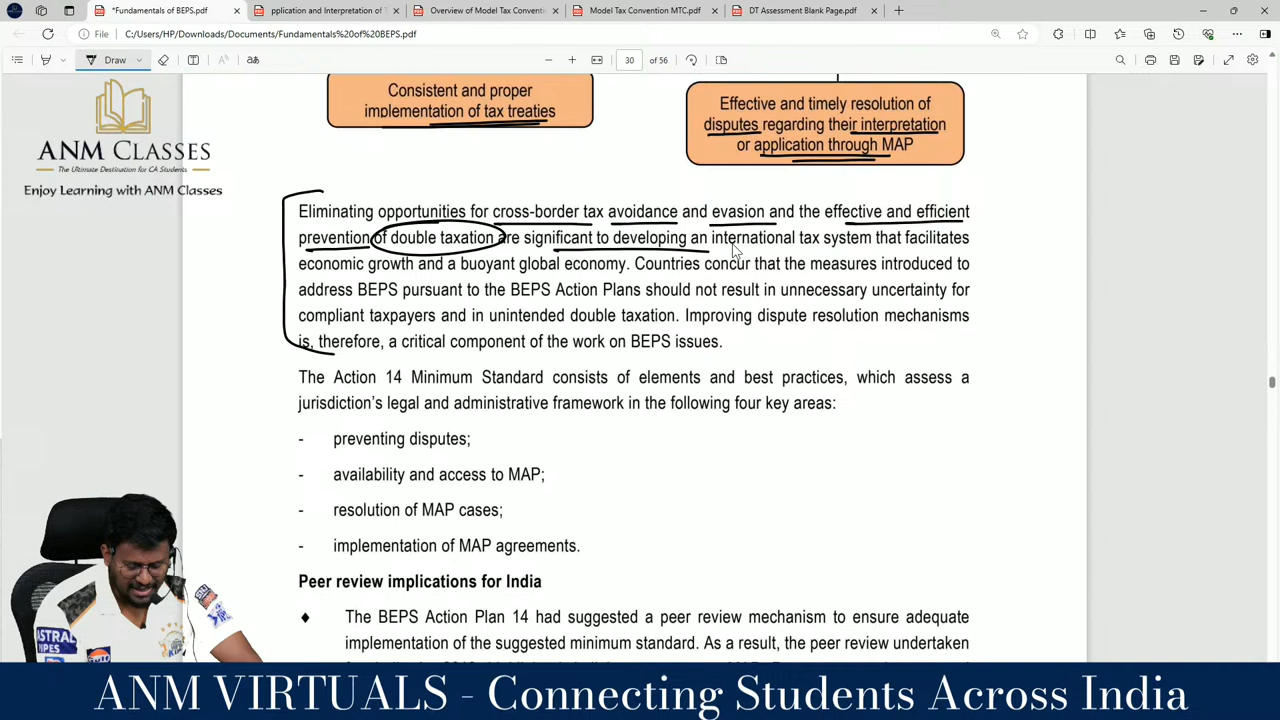 *Fundamentals of BEPS.pdf
pplication and Interpretation of T
Overview of Model Tax Conventi
Model Tax Convention MTC.pdf
DT Assessment Blank Page.pdf
File
C:/Users/HP/Downloads/Documents/Fundamentals%20of%20BEPS.pdf
Draw
30 of 56
Consistent and proper
implementation of tax treaties
Effective and timely resolution of
disputes regarding their interpretation
or application through MAP
ANM CLASSES
The Ultimate Destination for CA Students
Enjoy Learning with ANM Classes
Eliminating opportunities for cross-border tax avoidance and evasion and the effective and efficient
prevention of double taxation are significant to developing an international tax system that facilitates
economic growth and a buoyant global economy. Countries concur that the measures introduced to
address BEPS pursuant to the BEPS Action Plans should not result in unnecessary uncertainty for
compliant taxpayers and in unintended double taxation. Improving dispute resolution mechanisms
is, therefore, a critical component of the work on BEPS issues.
The Action 14 Minimum Standard consists of elements and best practices, which assess a
jurisdiction's legal and administrative framework in the following four key areas:
- preventing disputes;
- availability and access to MAP;
- resolution of MAP cases;
- implementation of MAP agreements.
Peer review implications for India
The BEPS Action Plan 14 had suggested a peer review mechanism to ensure adequate
implementation of the suggested minimum standard. As a result, the peer review undertaken
ASTRAL
PIPES
ANM VIRTUALS - Connecting Students Across India